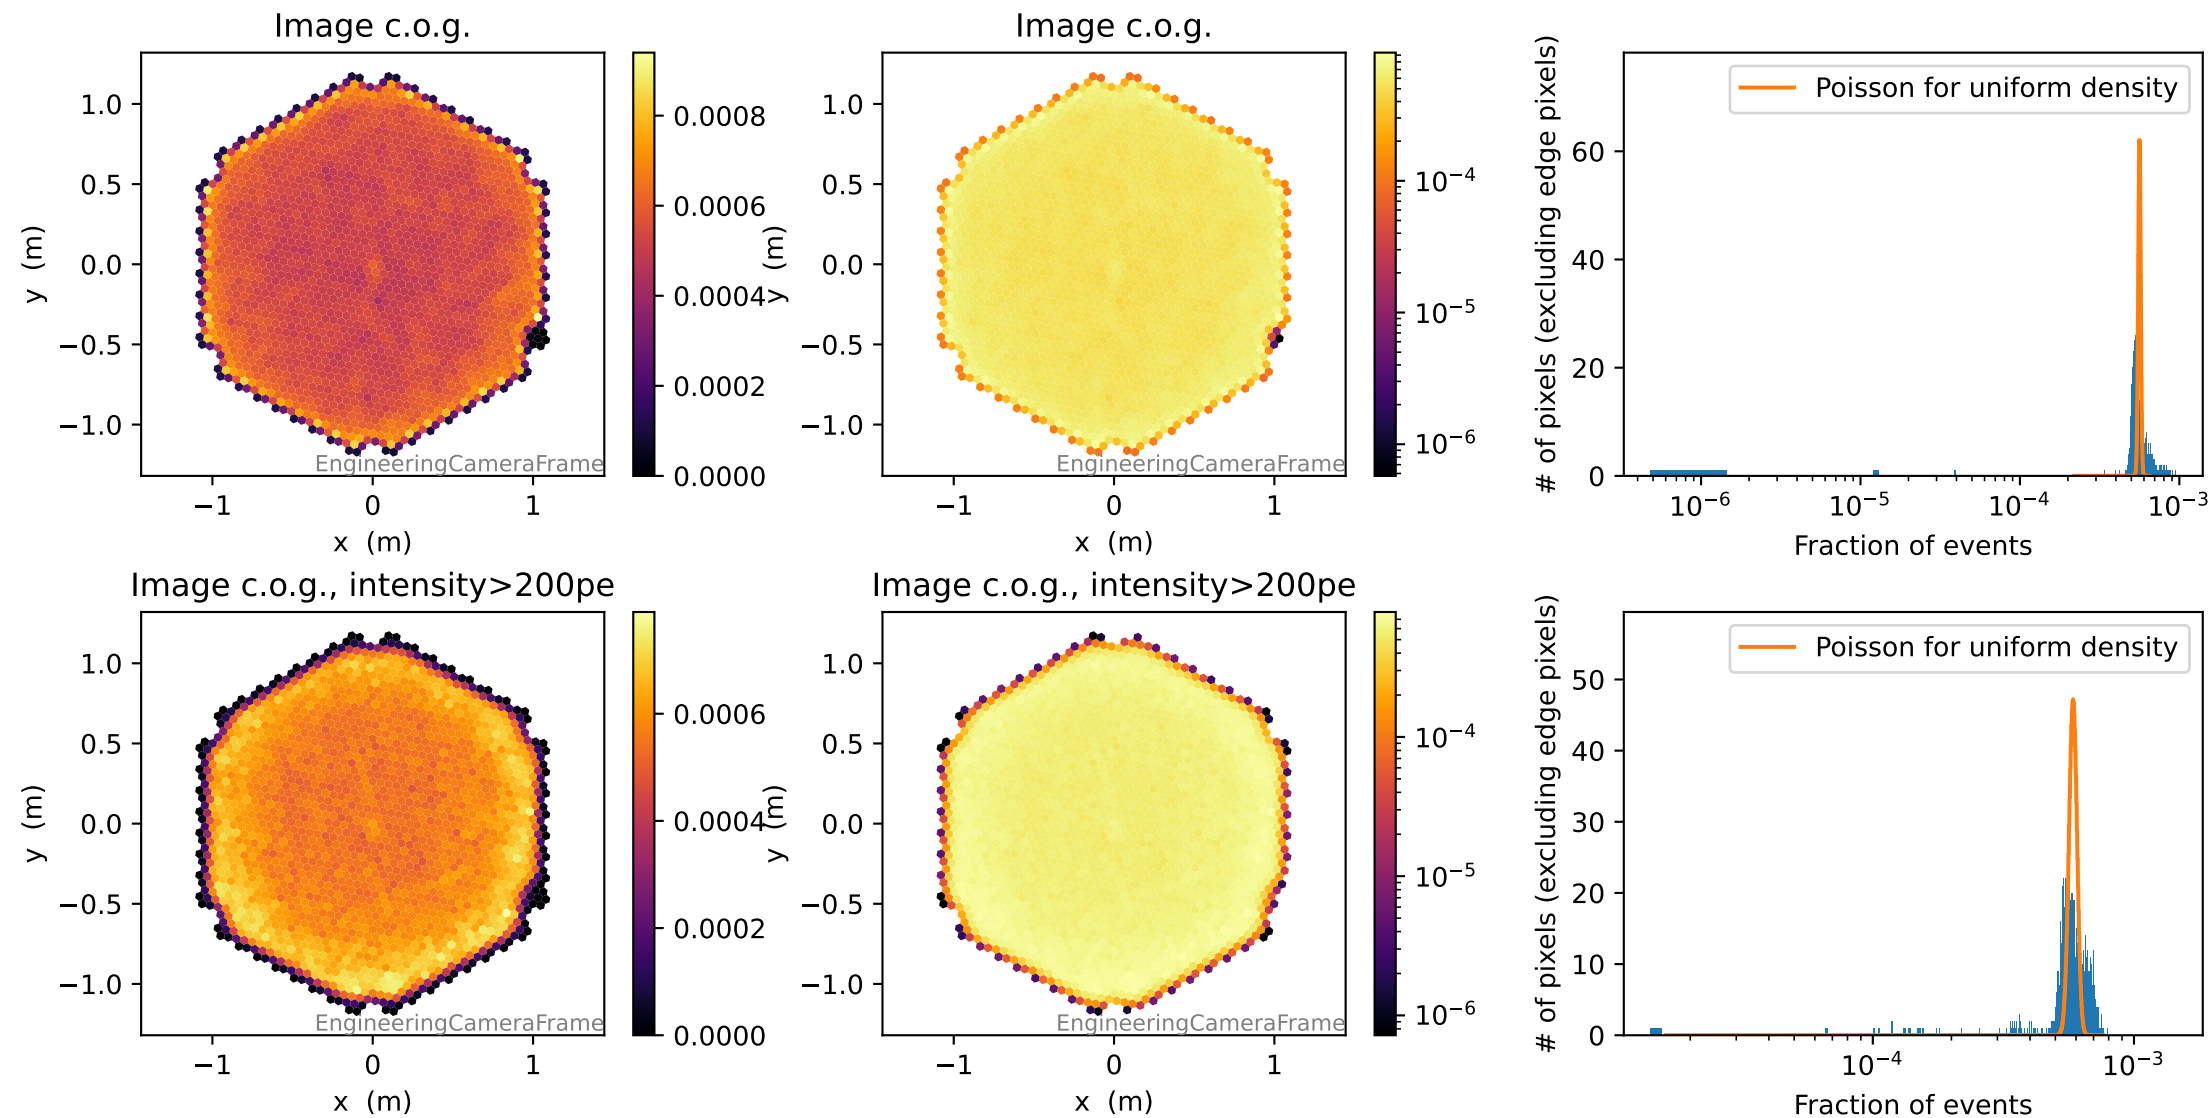 Image c.o.g.
1.0
0.5
0.0
−0.5
−1.0
y (m)
−1
0
1
x (m)
EngineeringCameraFrame
0.0008
0.0006
0.0004
0.0002
0.0000
Image c.o.g.
1.0
0.5
0.0
−0.5
−1.0
y (m)
−1
0
1
x (m)
EngineeringCameraFrame
10⁻⁴
10⁻⁵
10⁻⁶
Poisson for uniform density
# of pixels (excluding edge pixels)
60
40
20
0
10⁻⁶
10⁻⁵
10⁻⁴
10⁻³
Fraction of events
Image c.o.g., intensity>200pe
1.0
0.5
0.0
−0.5
−1.0
y (m)
−1
0
1
x (m)
EngineeringCameraFrame
0.0006
0.0004
0.0002
0.0000
Image c.o.g., intensity>200pe
1.0
0.5
0.0
−0.5
−1.0
y (m)
−1
0
1
x (m)
EngineeringCameraFrame
10⁻⁴
10⁻⁵
10⁻⁶
Poisson for uniform density
# of pixels (excluding edge pixels)
50
40
30
20
10
0
10⁻⁴
10⁻³
Fraction of events